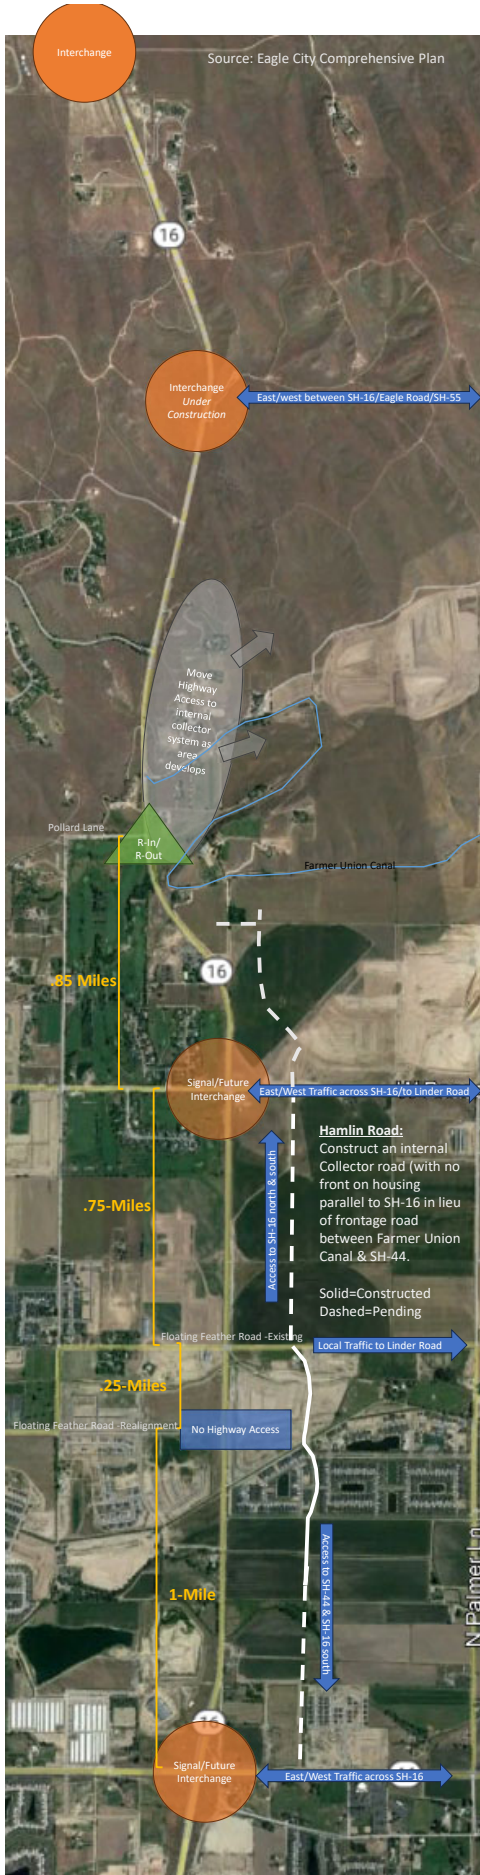 Interchange
Source: Eagle City Comprehensive Plan
16
Interchange
Under
Construction
East/west between SH-16/Eagle Road/SH-55
Move
Highway
Access to
internal
collector
system as
area
develops
Pollard Lane
R-In/
R-Out
Farmer Union Canal
16
.85 Miles
Signal/Future
Interchange
East/West Traffic across SH-16/to Linder Road
Hamlin Road:
Construct an internal
Collector road (with no
front on housing
parallel to SH-16 in lieu
of frontage road
between Farmer Union
Canal & SH-44.
Solid=Constructed
Dashed=Pending
Access to SH-16 north & south
.75-Miles
Floating Feather Road -Existing
Local Traffic to Linder Road
.25-Miles
Floating Feather Road -Realignment
No Highway Access
Access to SH-44 & SH-16 south
1-Mile
N Palmer Ln
16
Signal/Future
Interchange
East/West Traffic across SH-16